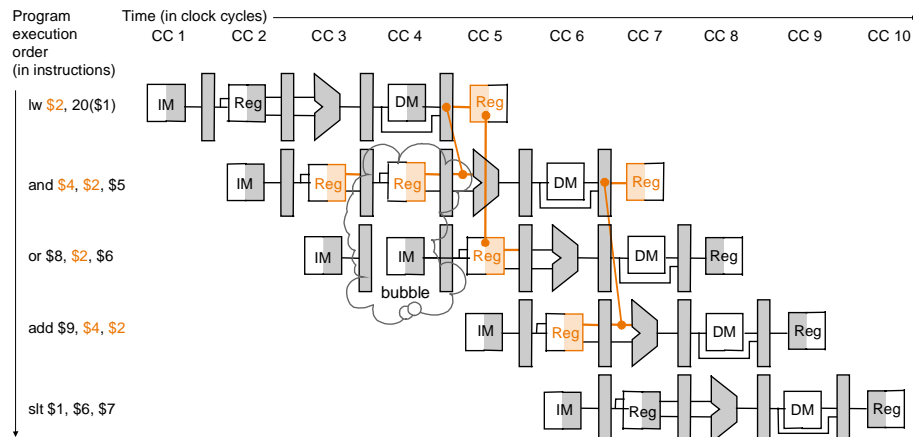 Program
execution
order
(in instructions)
Time (in clock cycles)
CC 1 CC 2 CC 3 CC 4 CC 5 CC 6 CC 7 CC 8 CC 9 CC 10
lw $2, 20($1)
IM Reg DM Reg
and $4, $2, $5
IM Reg Reg DM Reg
or $8, $2, $6
IM IM Reg DM Reg
bubble
add $9, $4, $2
IM Reg DM Reg
slt $1, $6, $7
IM Reg DM Reg